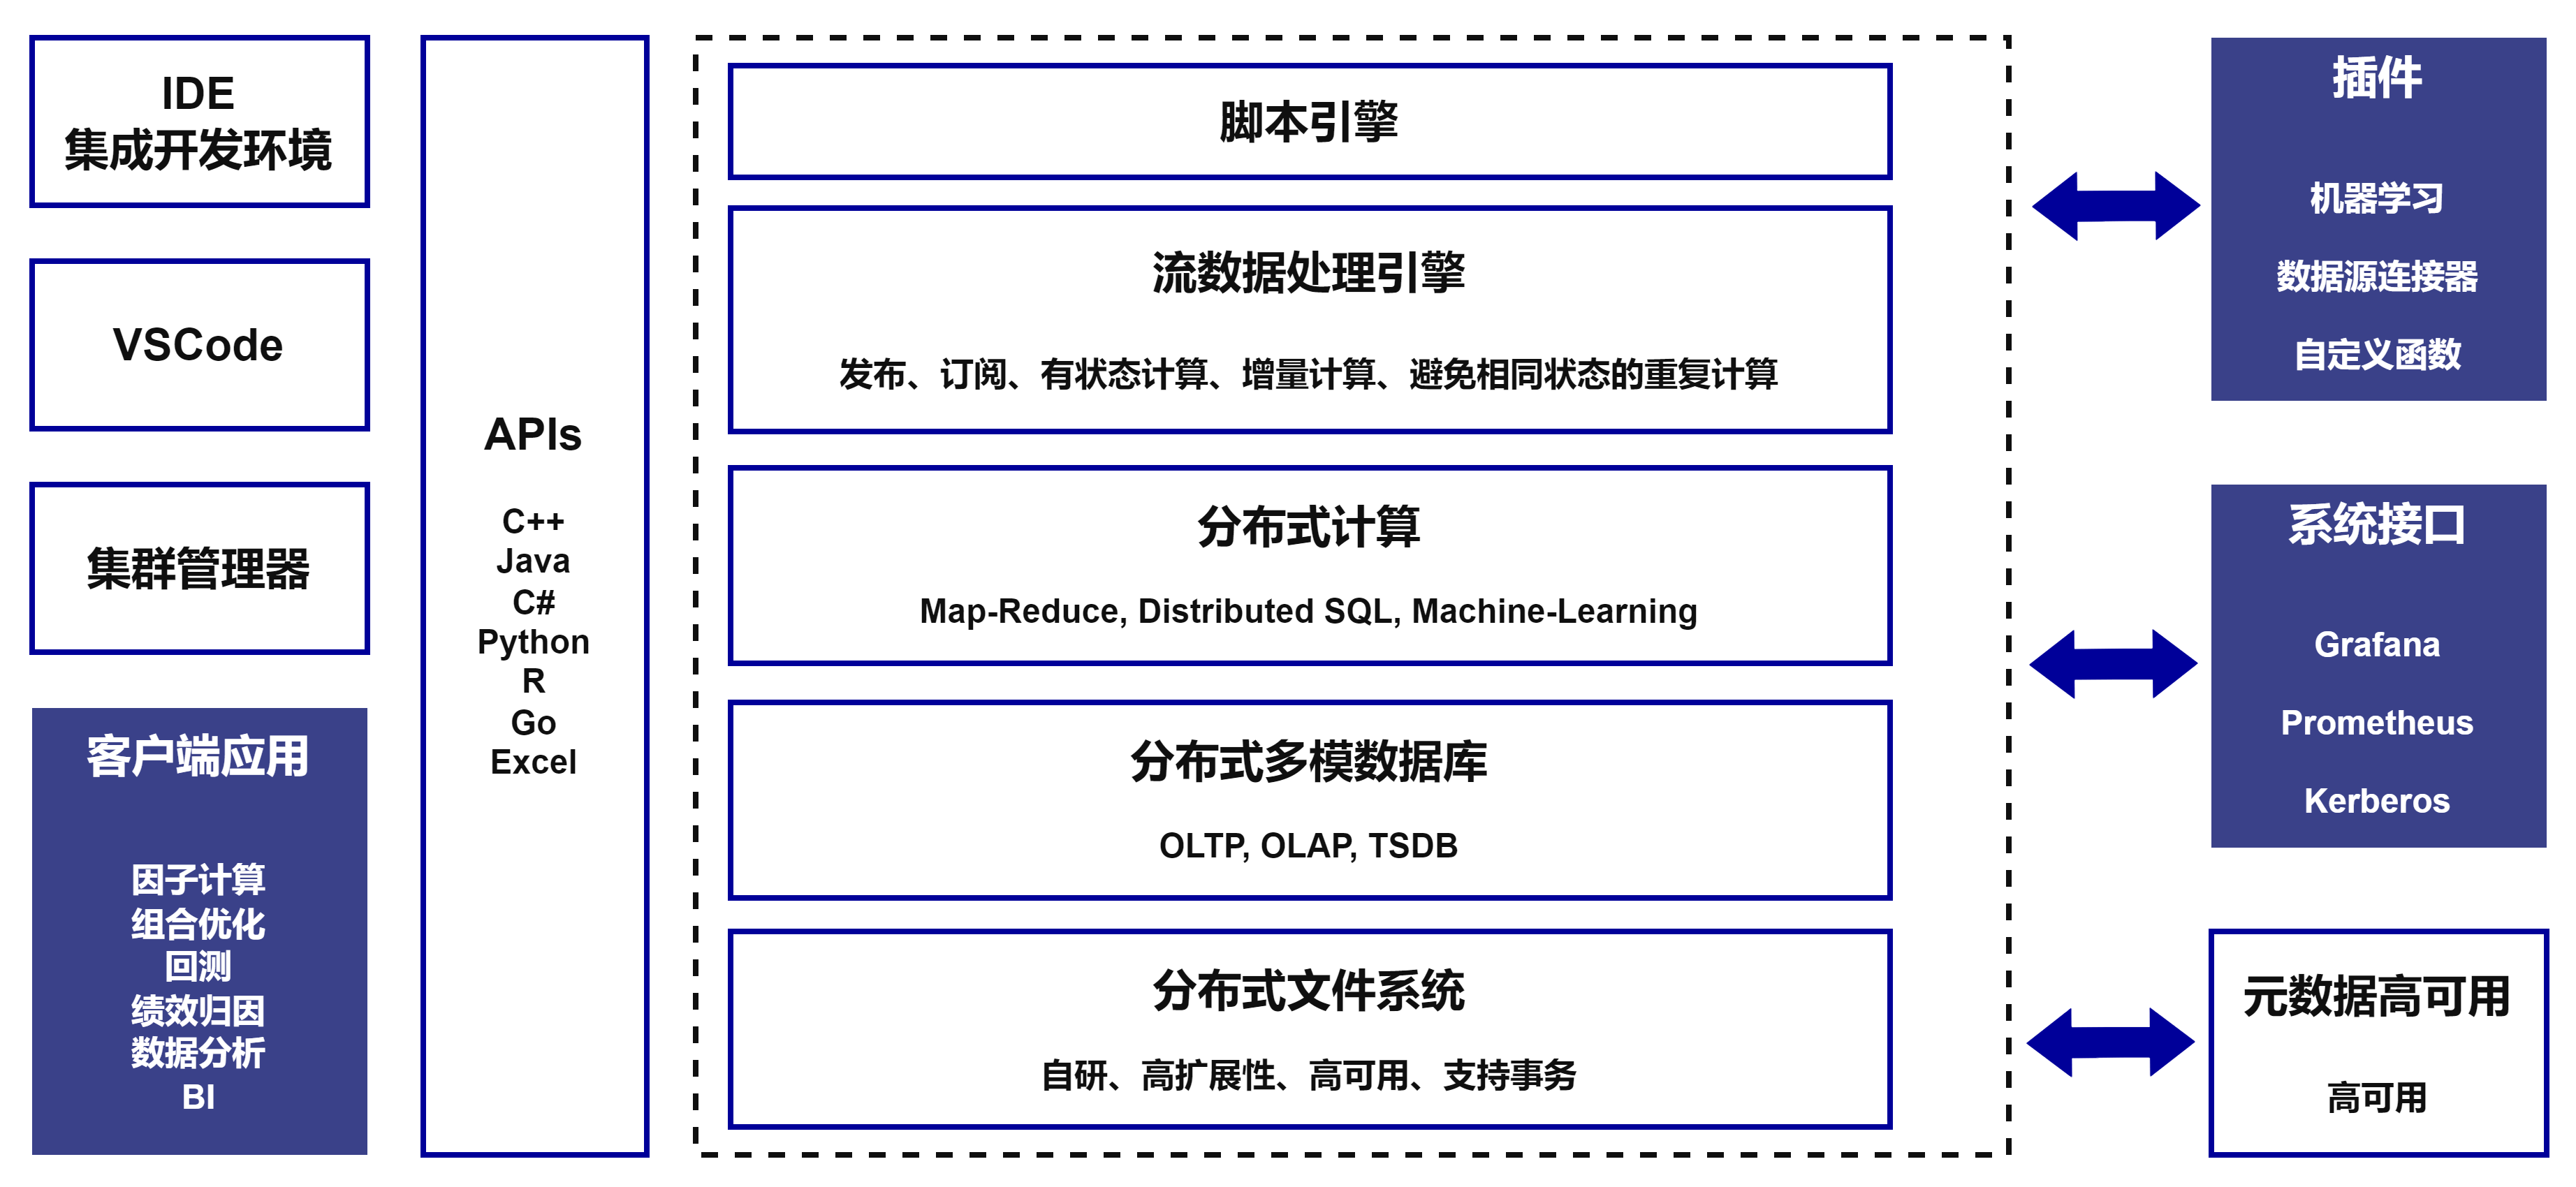 IDE
集成开发环境
VSCode
集群管理器
客户端应用
因子计算
组合优化
回测
绩效归因
数据分析
BI
APIs
C++
Java
C#
Python
R
Go
Excel
脚本引擎
流数据处理引擎
发布、订阅、有状态计算、增量计算、避免相同状态的重复计算
分布式计算
Map-Reduce, Distributed SQL, Machine-Learning
分布式多模数据库
OLTP, OLAP, TSDB
分布式文件系统
自研、高扩展性、高可用、支持事务
插件
机器学习
数据源连接器
自定义函数
系统接口
Grafana
Prometheus
Kerberos
元数据高可用
高可用